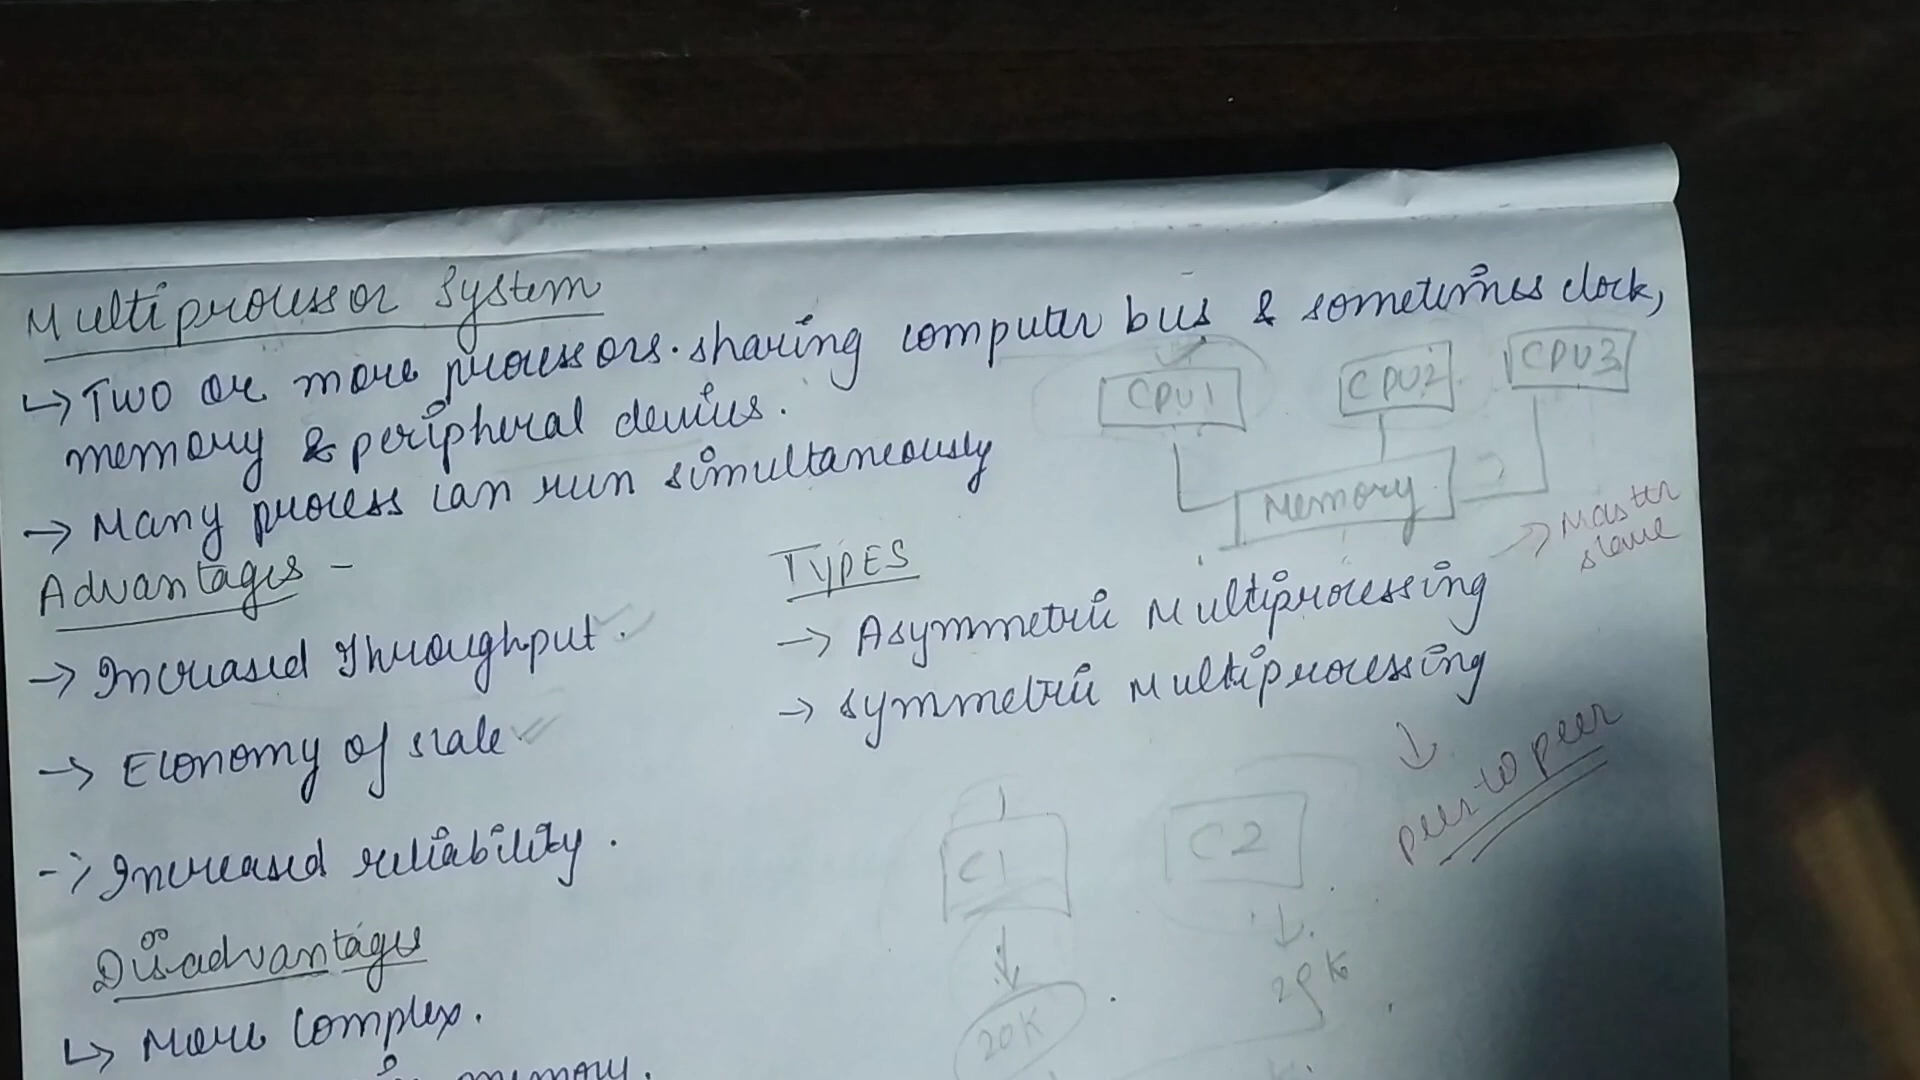 Multiprocessor System
↳ Two or more processors. sharing computer bus & sometimes clock,
memory & peripheral devices.
→ Many process can run simultaneously
CPU1 CPU2 CPU3
Memory
Advantages -
→ Increased Throughput.
→ Economy of scale
→ Increased reliability.
TYPES
→ Asymmetric Multiprocessing
→ Master
slave
→ Symmetric Multiprocessing
↓
peer to peer
C1 C2
20K
Disadvantages
↳ More Complex.
memory.